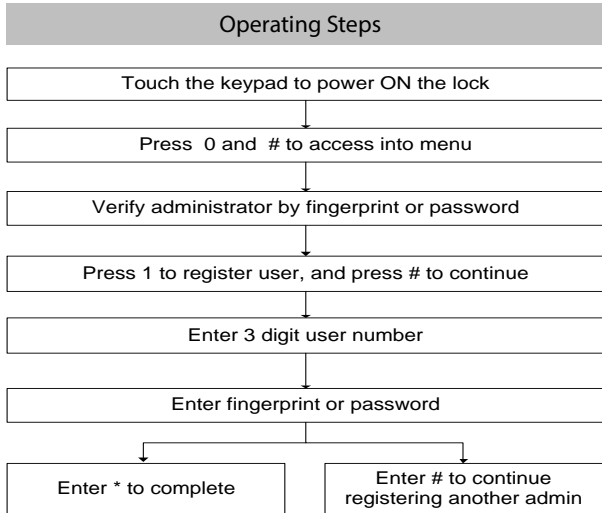 Operating Steps
Touch the keypad to power ON the lock
Press 0 and # to access into menu
Verify administrator by fingerprint or password
Press 1 to register user, and press # to continue
Enter 3 digit user number
Enter fingerprint or password
Enter * to complete
Enter # to continue
registering another admin